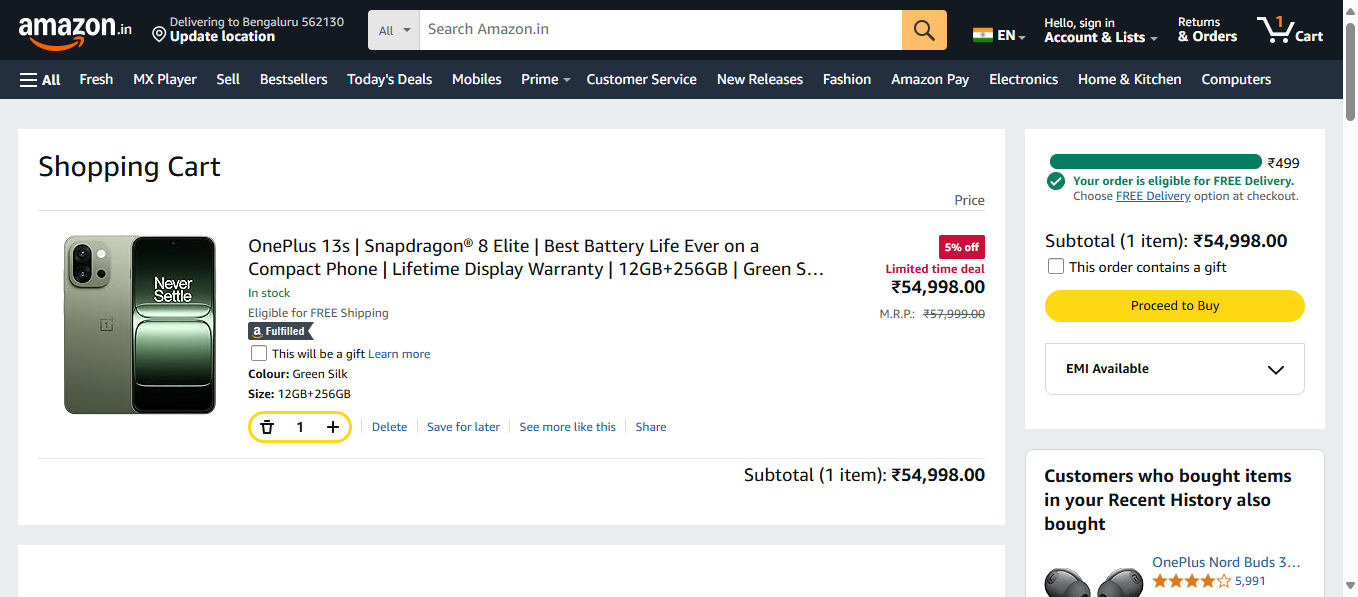 amazon.in
Delivering to Bengaluru 562130
Update location
All
Search Amazon.in
EN
Hello, sign in
Account & Lists
Returns
& Orders
1
Cart
All
Fresh
MX Player
Sell
Bestsellers
Today's Deals
Mobiles
Prime
Customer Service
New Releases
Fashion
Amazon Pay
Electronics
Home & Kitchen
Computers
Shopping Cart
Price
Never
Settle
1
OnePlus 13s | Snapdragon® 8 Elite | Best Battery Life Ever on a
Compact Phone | Lifetime Display Warranty | 12GB+256GB | Green S…
In stock
Eligible for FREE Shipping
a Fulfilled
This will be a gift Learn more
Colour: Green Silk
Size: 12GB+256GB
1
Delete
Save for later
See more like this
Share
5% off
Limited time deal
₹54,998.00
M.R.P.: ₹57,999.00
Subtotal (1 item): ₹54,998.00
₹499
Your order is eligible for FREE Delivery.
Choose FREE Delivery option at checkout.
Subtotal (1 item): ₹54,998.00
This order contains a gift
Proceed to Buy
EMI Available
Customers who bought items
in your Recent History also
bought
OnePlus Nord Buds 3…
5,991